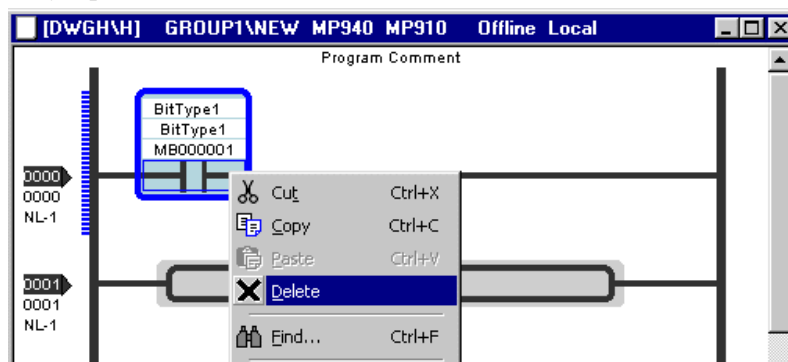 [DWGH\H] GROUP1\NEW MP940 MP910 Offline Local
Program Comment
BitType1
BitType1
MB000001
0000
0000
NL-1
Cut Ctrl+X
Copy Ctrl+C
Paste Ctrl+V
0001
0001
NL-1
Delete
Find... Ctrl+F